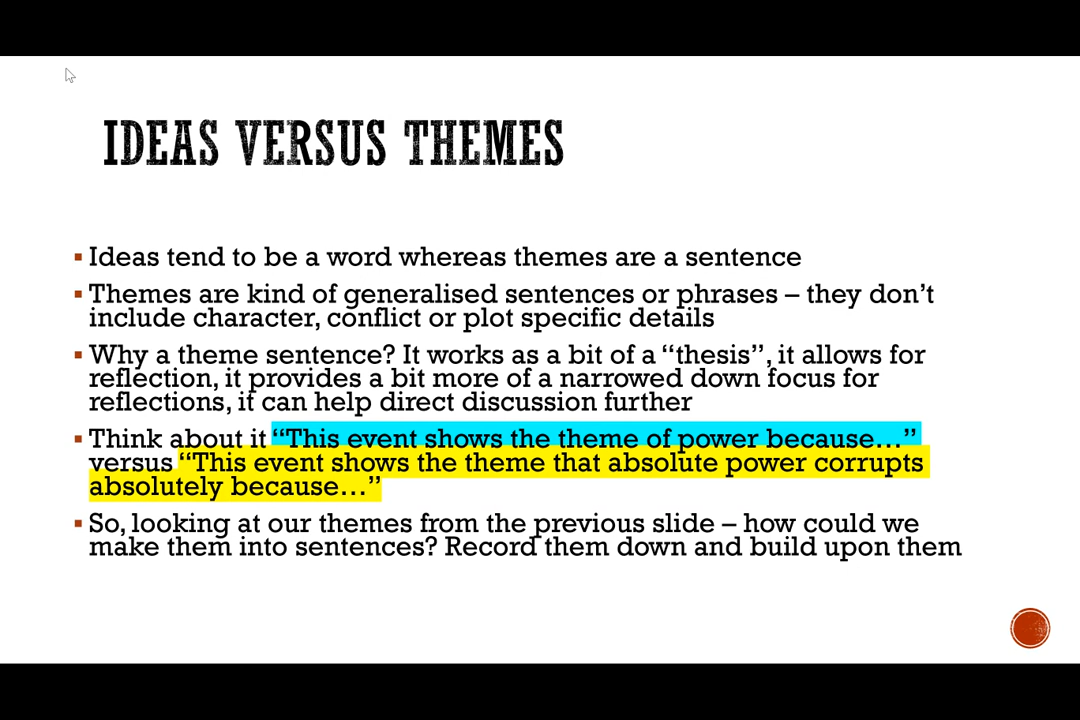 IDEAS VERSUS THEMES
▪ Ideas tend to be a word whereas themes are a sentence
▪ Themes are kind of generalised sentences or phrases – they don’t
include character, conflict or plot specific details
▪ Why a theme sentence? It works as a bit of a “thesis”, it allows for
reflection, it provides a bit more of a narrowed down focus for
reflections, it can help direct discussion further
▪ Think about it “This event shows the theme of power because…”
versus “This event shows the theme that absolute power corrupts
absolutely because…”
▪ So, looking at our themes from the previous slide – how could we
make them into sentences? Record them down and build upon them